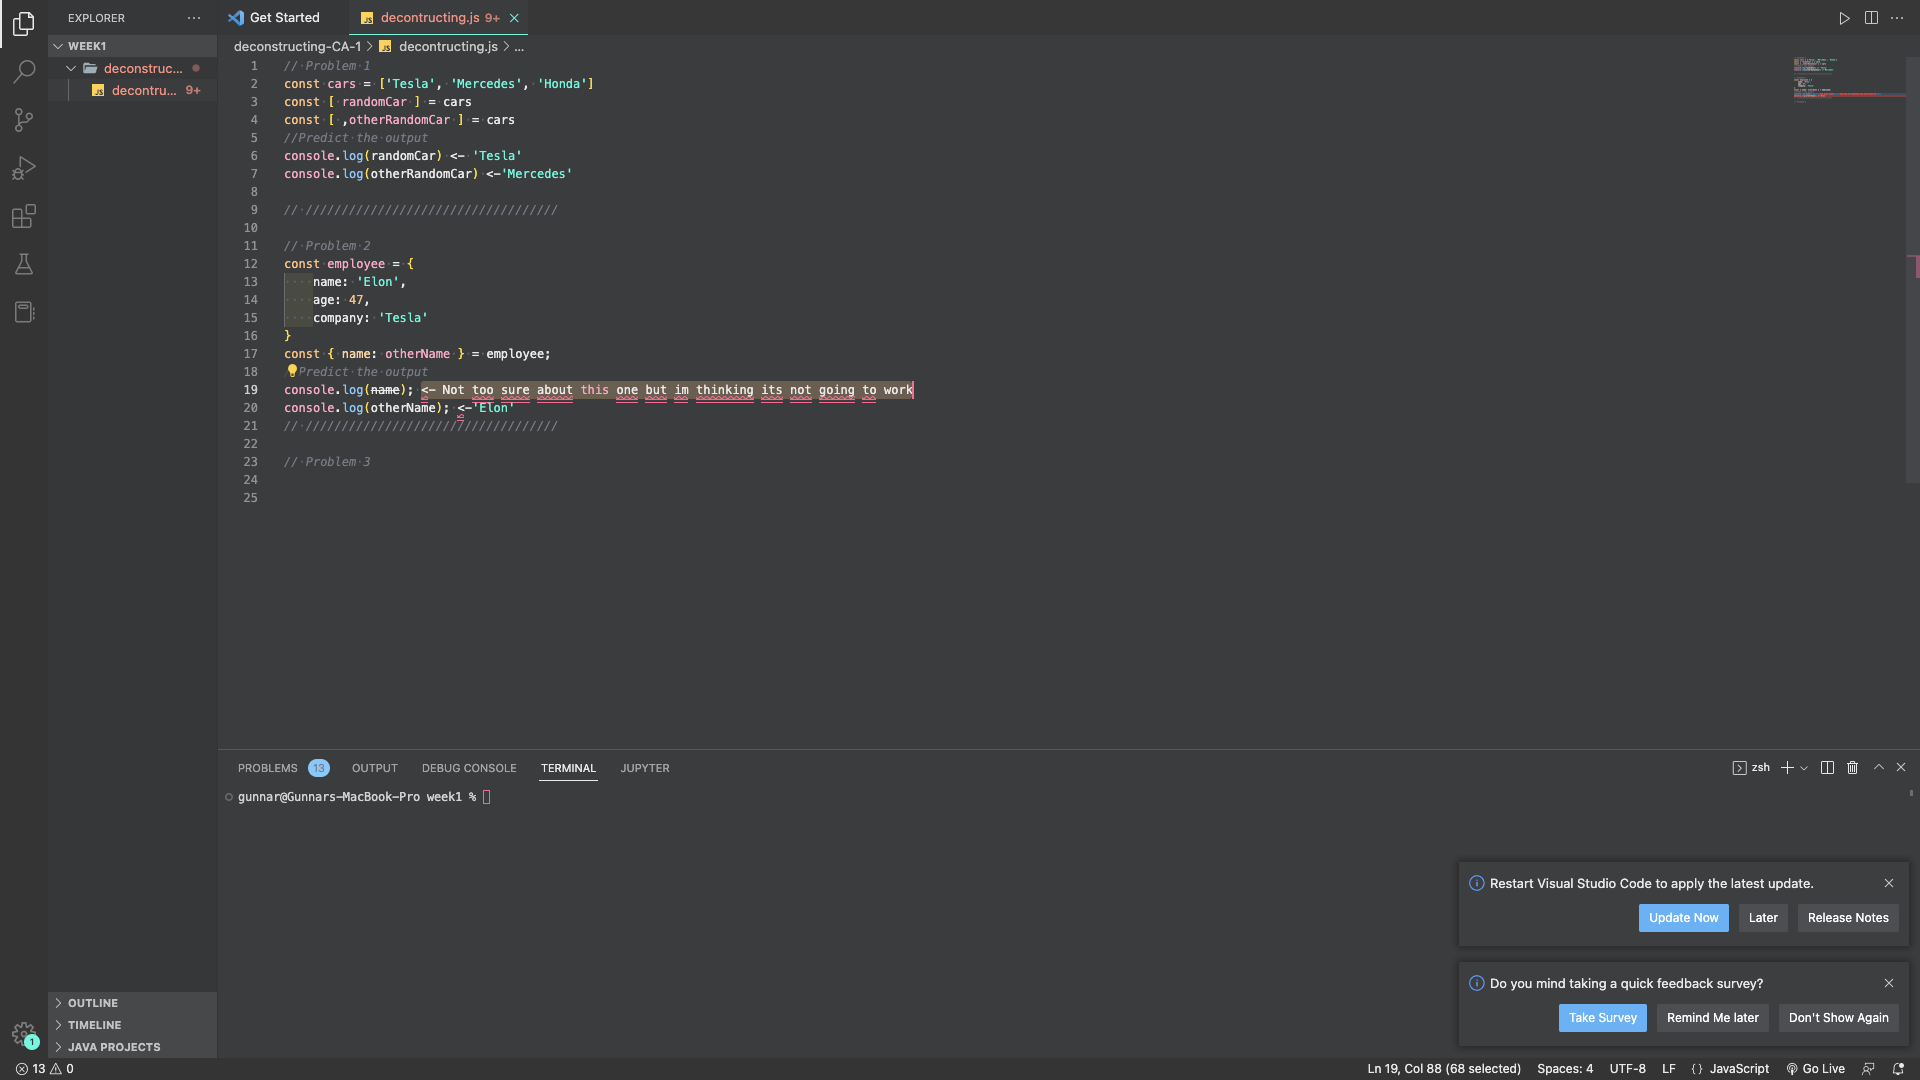 EXPLORER
WEEK1
deconstruc...
decontru... 9+
OUTLINE
TIMELINE
JAVA PROJECTS
Get Started
JS decontructing.js 9+
deconstructing-CA-1 > JS decontructing.js > ...
1 // Problem 1
2 const cars = ['Tesla', 'Mercedes', 'Honda']
3 const [ randomCar ] = cars
4 const [ ,otherRandomCar ] = cars
5 //Predict the output
6 console.log(randomCar) <- 'Tesla'
7 console.log(otherRandomCar) <-'Mercedes'
8
9 // ///////////////////////////////////
10
11 // Problem 2
12 const employee = {
13 name: 'Elon',
14 age: 47,
15 company: 'Tesla'
16 }
17 const { name: otherName } = employee;
18 Predict the output
19 console.log(name); <- Not too sure about this one but im thinking its not going to work
20 console.log(otherName); <-'Elon'
21 // ///////////////////////////////////
22
23 // Problem 3
24
25
PROBLEMS 13 OUTPUT DEBUG CONSOLE TERMINAL JUPYTER
zsh
gunnar@Gunnars-MacBook-Pro week1 %
Restart Visual Studio Code to apply the latest update.
Update Now Later Release Notes
Do you mind taking a quick feedback survey?
Take Survey Remind Me later Don't Show Again
1
13 0
Ln 19, Col 88 (68 selected) Spaces: 4 UTF-8 LF {} JavaScript Go Live